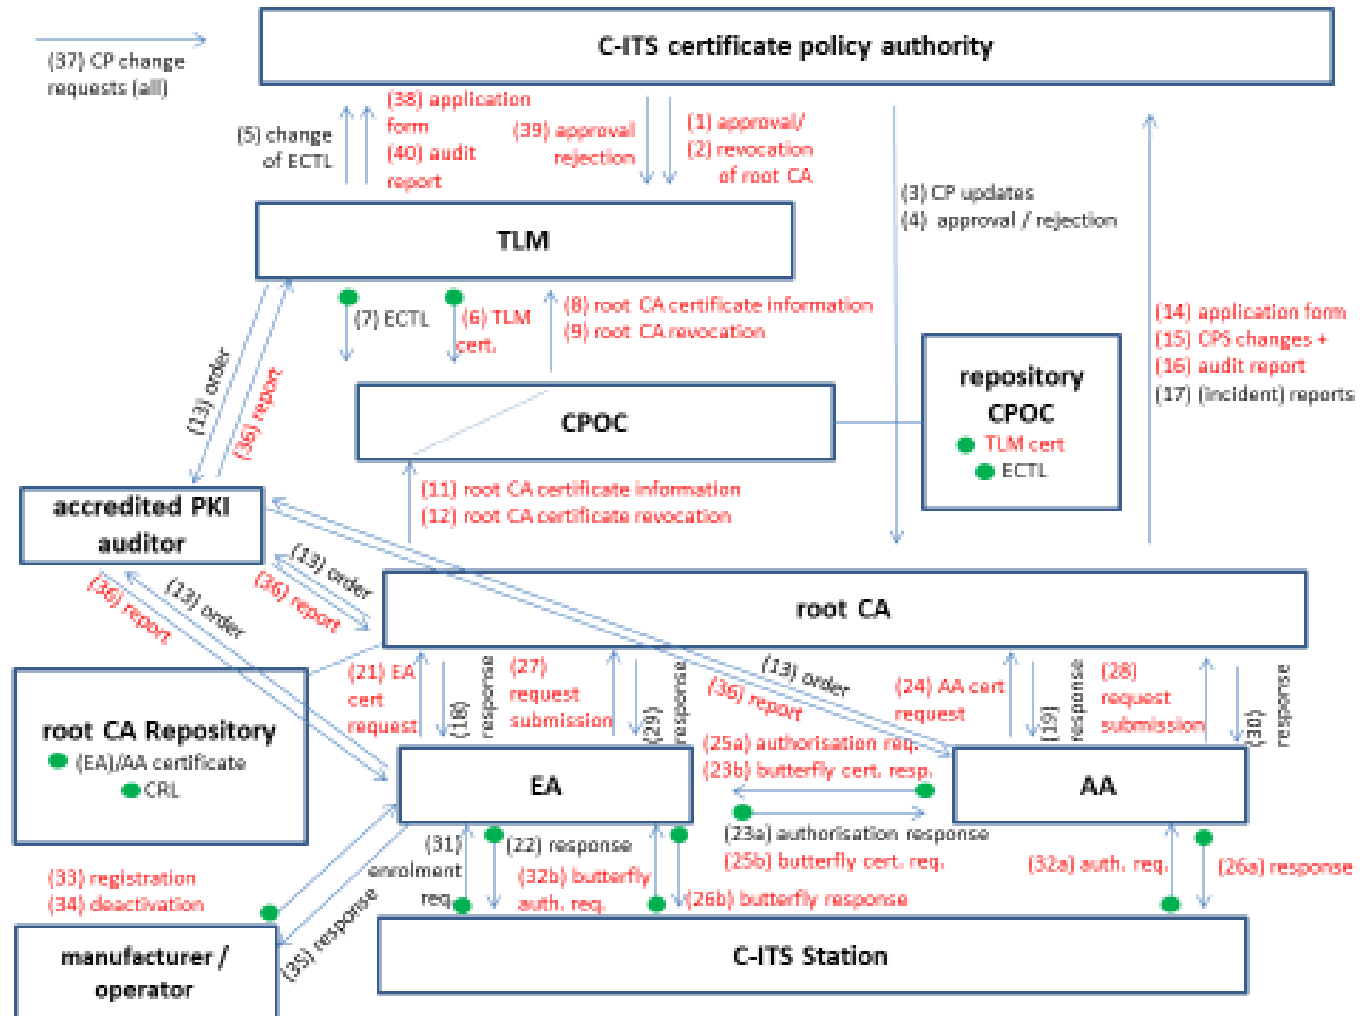 C-ITS certificate policy authority
(37) CP change
requests (all)
(5) change
of ECTL
(38) application
form
(40) audit
report
(39) approval
rejection
(1) approval/
(2) revocation
of root CA
(3) CP updates
(4) approval / rejection
TLM
(7) ECTL
(6) TLM
cert.
(8) root CA certificate information
(9) root CA revocation
(14) application form
(15) CPS changes +
(16) audit report
(17) (incident) reports
(13) order
(36) report
CPOC
repository
CPOC
TLM cert
ECTL
accredited PKI
auditor
(11) root CA certificate information
(12) root CA certificate revocation
(13) order
(36) report
(13) order
(36) report
root CA
(13) order
(36) report
root CA Repository
(EA)/AA certificate
CRL
(21) EA
cert
request
(18)
response
(27)
request
submission
(29)
response
(24) AA cert
request
(19)
response
(28)
request
submission
(30)
response
(25a) authorisation req.
(23b) butterfly cert. resp.
EA
AA
(23a) authorisation response
(25b) butterfly cert. req.
(31)
enrolment
req.
(22) response
(32b) butterfly
auth. req.
(26b) butterfly response
(32a) auth. req.
(26a) response
(33) registration
(34) deactivation
(35) response
manufacturer /
operator
C-ITS Station